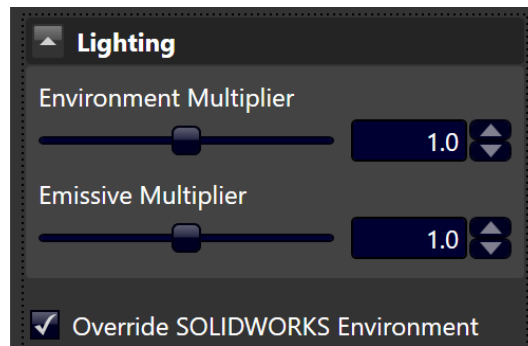 Lighting
Environment Multiplier
1.0
Emissive Multiplier
1.0
Override SOLIDWORKS Environment